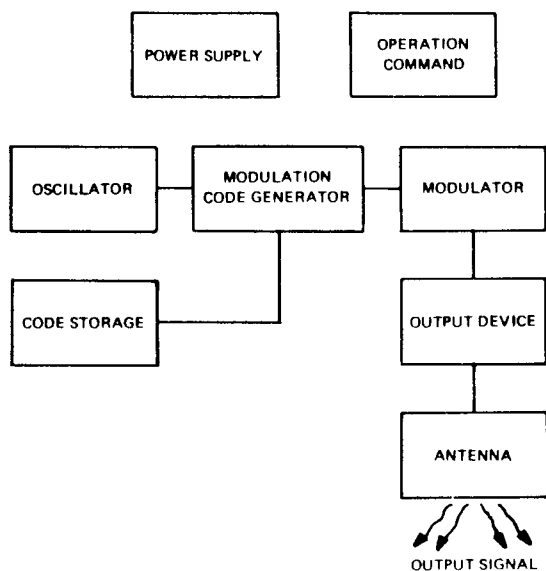 POWER SUPPLY
OPERATION
COMMAND
OSCILLATOR
MODULATION
CODE GENERATOR
MODULATOR
CODE STORAGE
OUTPUT DEVICE
ANTENNA
OUTPUT SIGNAL